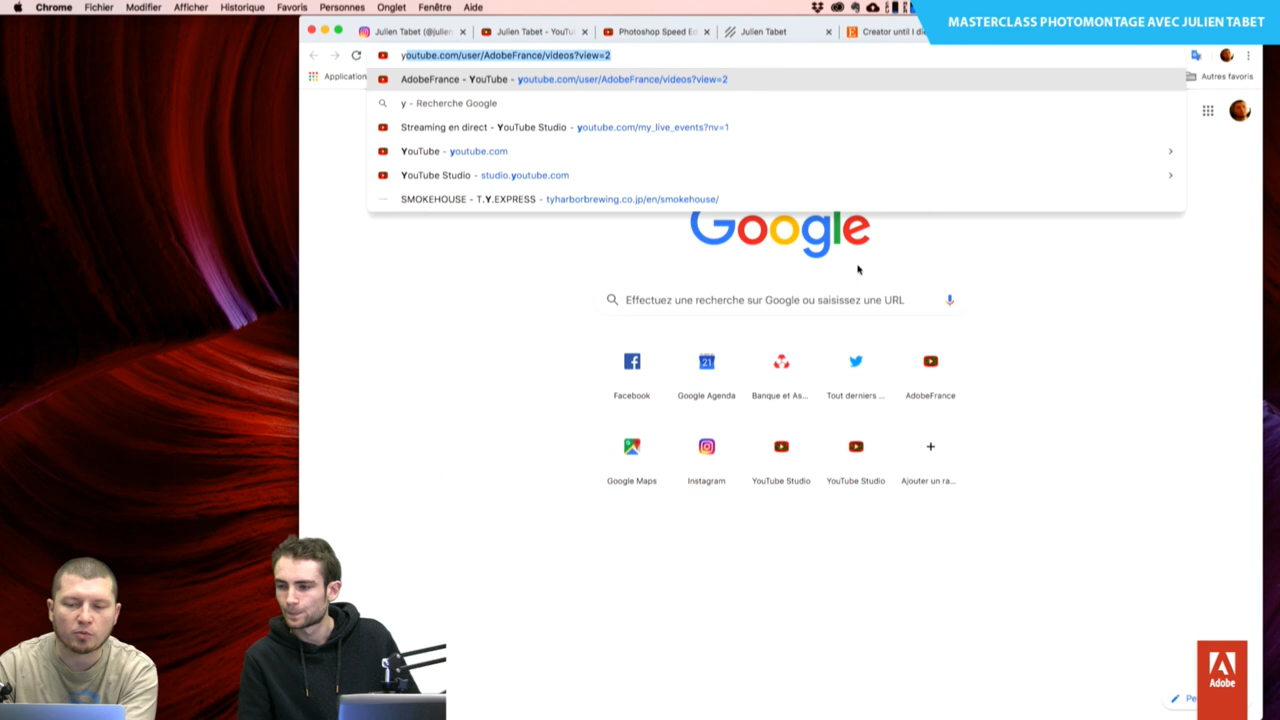 Chrome Fichier Modifier Afficher Historique Favoris Personnes Onglet Fenêtre Aide
MASTERCLASS PHOTOMONTAGE AVEC JULIEN TABET
Julien Tabet (@julien
Julien Tabet - YouTu
Photoshop Speed Ed
Julien Tabet
Creator until I die
youtube.com/user/AdobeFrance/videos?view=2
Application
Autres favoris
AdobeFrance - YouTube - youtube.com/user/AdobeFrance/videos?view=2
y - Recherche Google
Streaming en direct - YouTube Studio - youtube.com/my_live_events?nv=1
YouTube - youtube.com
YouTube Studio - studio.youtube.com
SMOKEHOUSE - T.Y.EXPRESS - tyharborbrewing.co.jp/en/smokehouse/
Google
Effectuez une recherche sur Google ou saisissez une URL
21
Facebook
Google Agenda
Banque et As...
Tout derniers ...
AdobeFrance
Google Maps
Instagram
YouTube Studio
YouTube Studio
Ajouter un ra...
Pe
Adobe